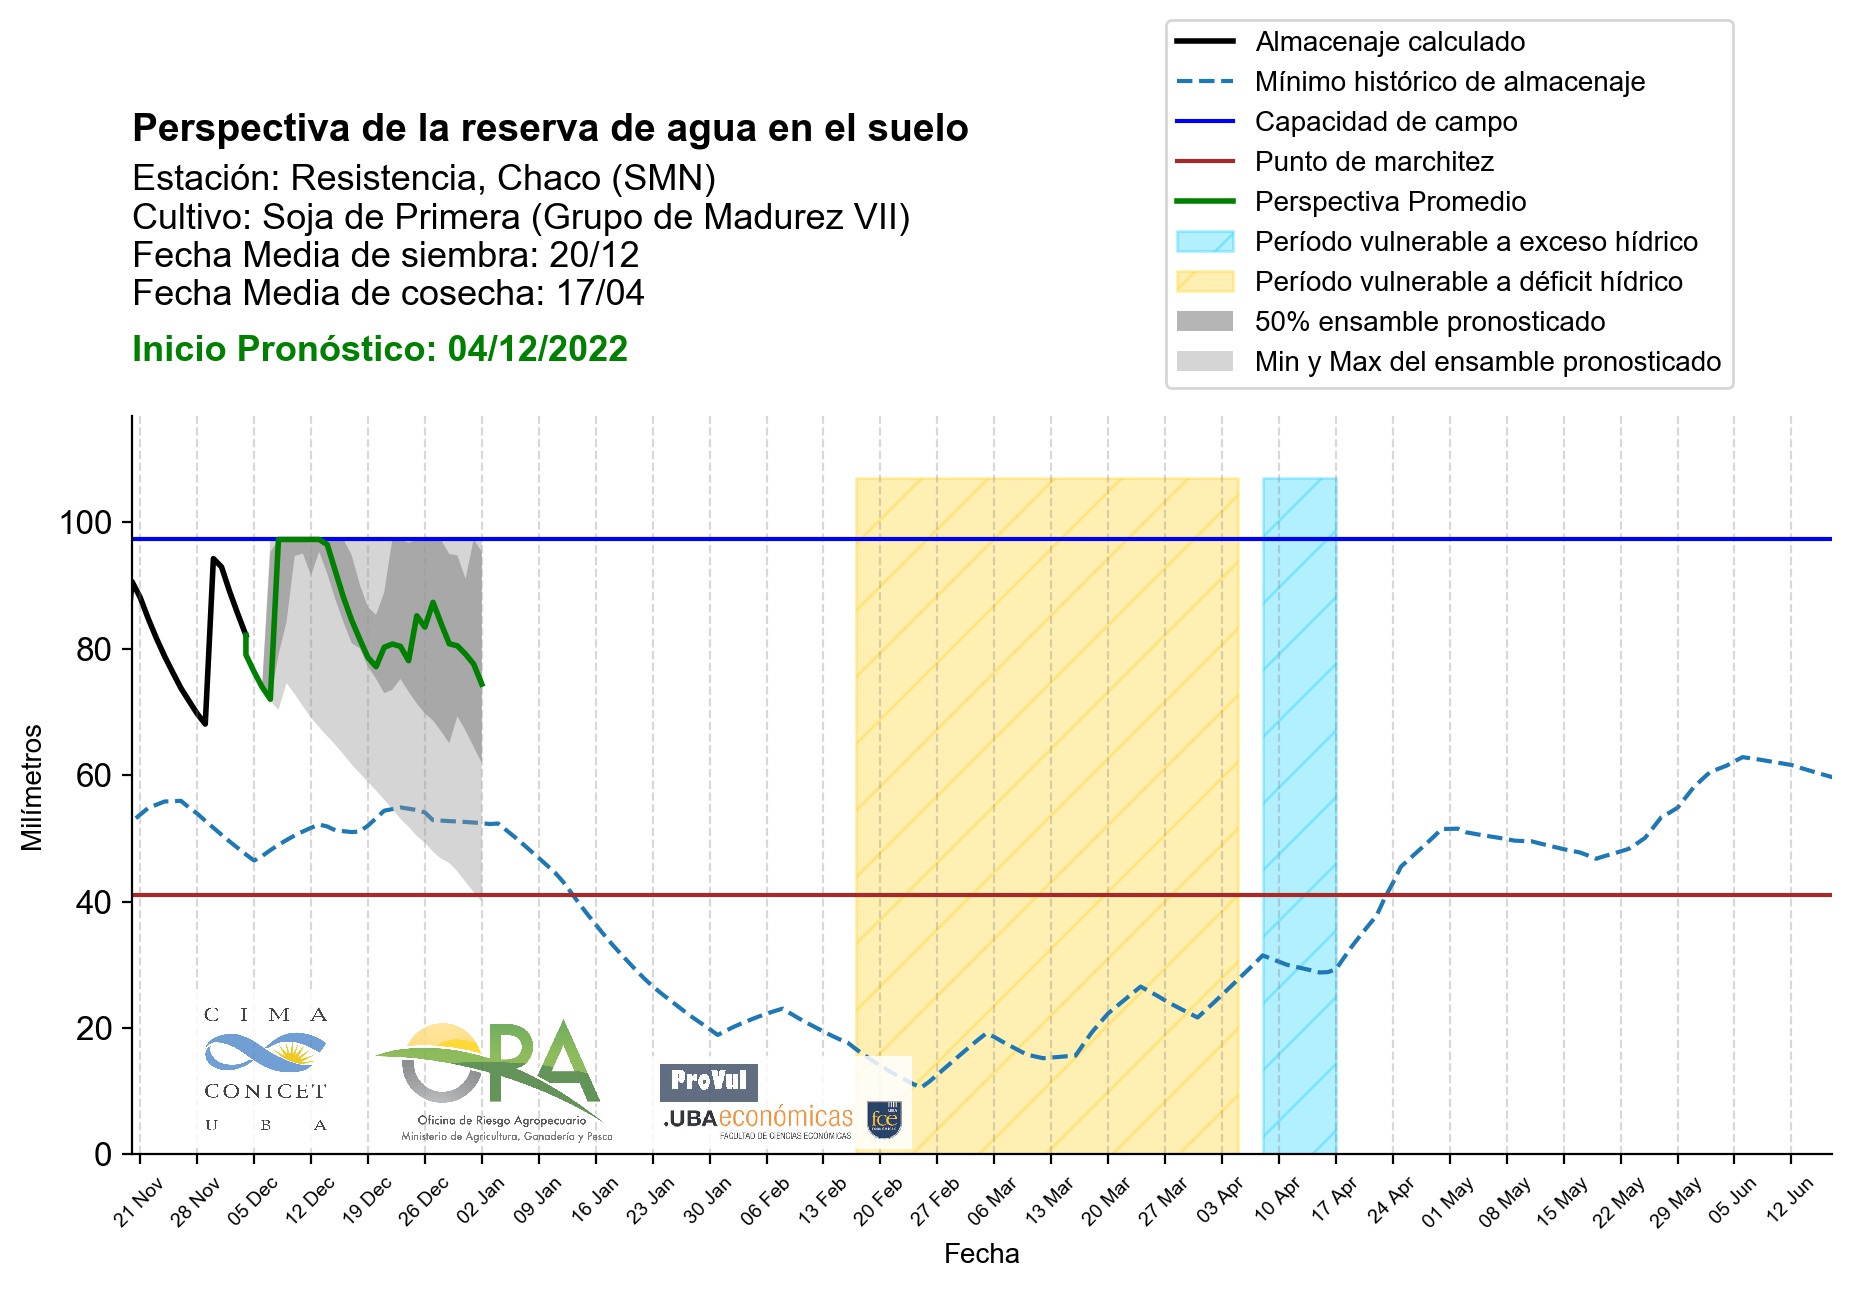 Almacenaje calculado
Mínimo histórico de almacenaje
Capacidad de campo
Punto de marchitez
Perspectiva Promedio
Período vulnerable a exceso hídrico
Período vulnerable a déficit hídrico
50% ensamble pronosticado
Min y Max del ensamble pronosticado
Perspectiva de la reserva de agua en el suelo
Estación: Resistencia, Chaco (SMN)
Cultivo: Soja de Primera (Grupo de Madurez VII)
Fecha Media de siembra: 20/12
Fecha Media de cosecha: 17/04
Inicio Pronóstico: 04/12/2022
Milímetros
100
80
60
40
20
0
CIMA
CONICET
UBA
ORA
Oficina de Riesgo Agropecuario
Ministerio de Agricultura, Ganadería y Pesca
ProVul
.UBAeconómicas
FACULTAD DE CIENCIAS ECONÓMICAS
UBA
fce
21 Nov
28 Nov
05 Dec
12 Dec
19 Dec
26 Dec
02 Jan
09 Jan
16 Jan
23 Jan
30 Jan
06 Feb
13 Feb
20 Feb
27 Feb
06 Mar
13 Mar
20 Mar
27 Mar
03 Apr
10 Apr
17 Apr
24 Apr
01 May
08 May
15 May
22 May
29 May
05 Jun
12 Jun
Fecha